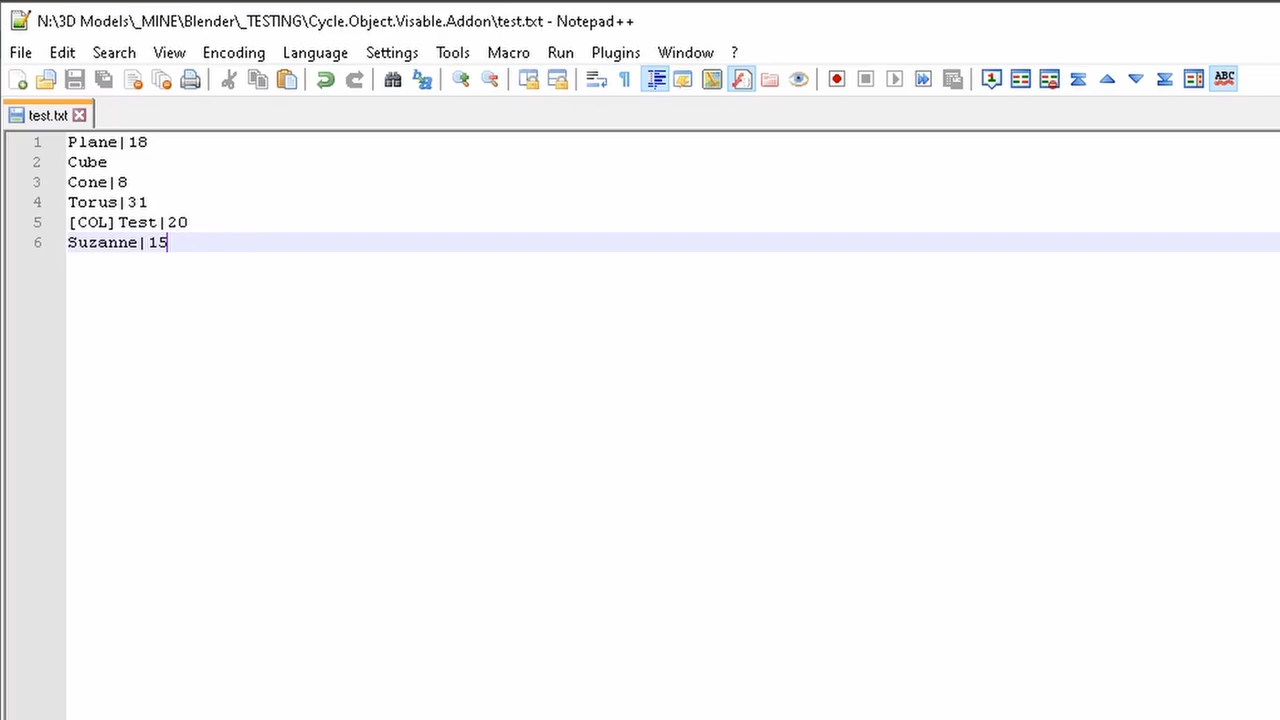 N:\3D Models\_MINE\Blender\_TESTING\Cycle.Object.Visable.Addon\test.txt - Notepad++
File Edit Search View Encoding Language Settings Tools Macro Run Plugins Window ?
ABC
test.txt
1 Plane|18
2 Cube
3 Cone|8
4 Torus|31
5 [COL]Test|20
6 Suzanne|15